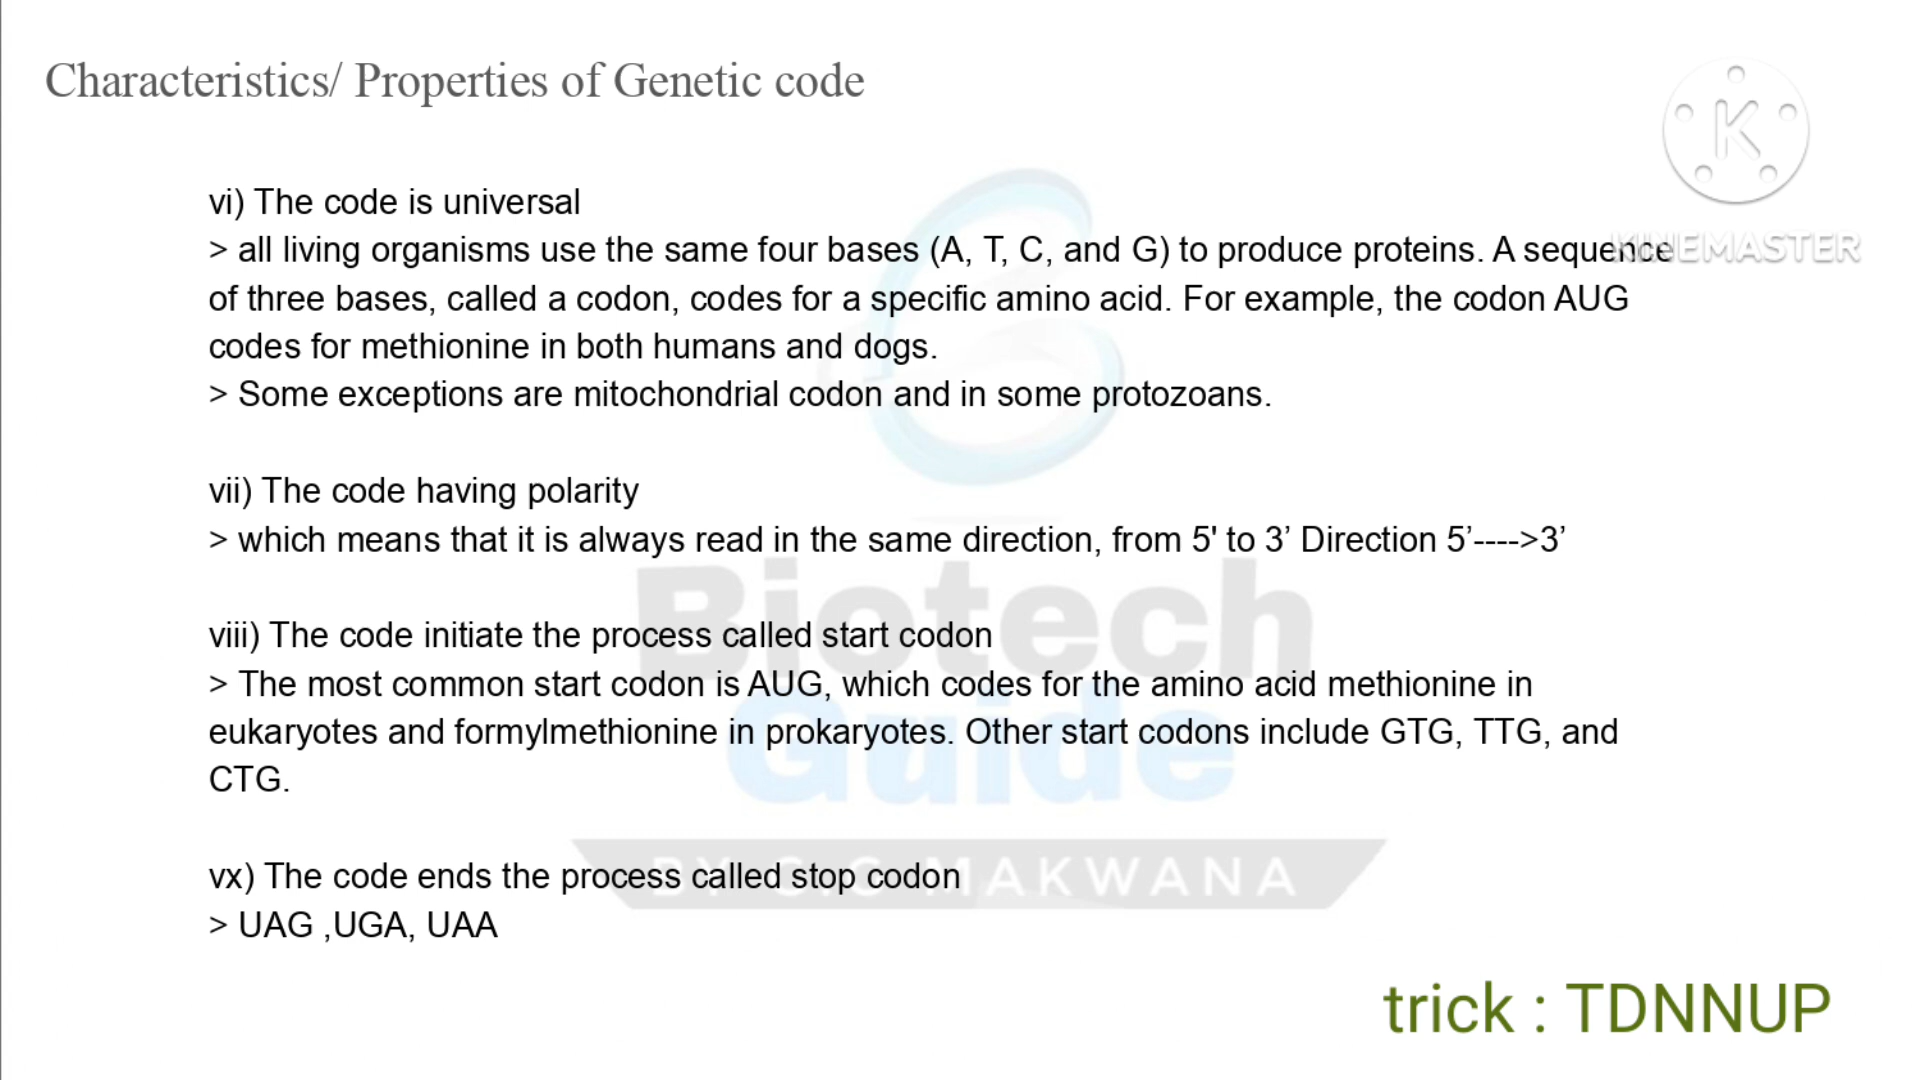 Characteristics/ Properties of Genetic code
K
KINEMASTER
vi) The code is universal
> all living organisms use the same four bases (A, T, C, and G) to produce proteins. A sequence
of three bases, called a codon, codes for a specific amino acid. For example, the codon AUG
codes for methionine in both humans and dogs.
> Some exceptions are mitochondrial codon and in some protozoans.
vii) The code having polarity
> which means that it is always read in the same direction, from 5' to 3’ Direction 5’---->3’
Biotech
viii) The code initiate the process called start codon
> The most common start codon is AUG, which codes for the amino acid methionine in
eukaryotes and formylmethionine in prokaryotes. Other start codons include GTG, TTG, and
CTG.
Guide
vx) The code ends the process called stop codon
BY MAKWANA
> UAG ,UGA, UAA
trick : TDNNUP